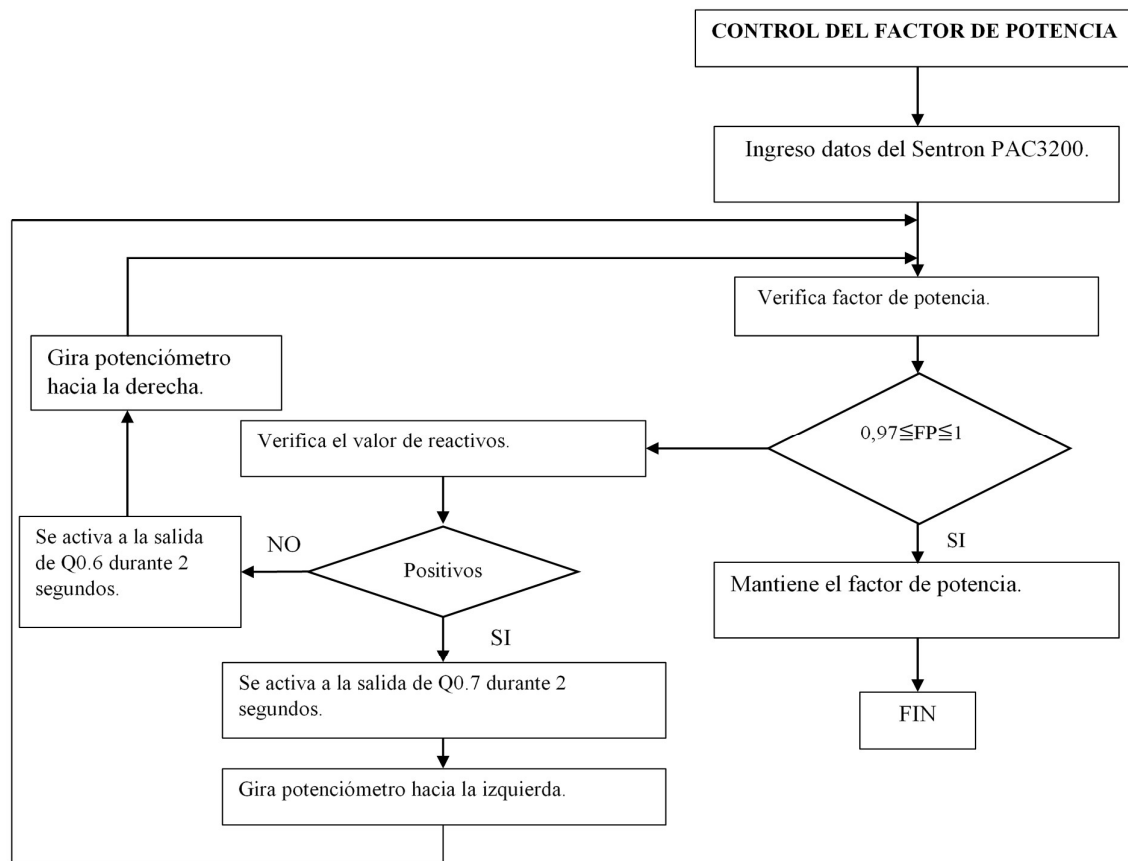 CONTROL DEL FACTOR DE POTENCIA
Ingreso datos del Sentron PAC3200.
Verifica factor de potencia.
Gira potenciómetro
hacia la derecha.
0,97≦FP≦1
Verifica el valor de reactivos.
Se activa a la salida
de Q0.6 durante 2
segundos.
NO
Positivos
SI
Mantiene el factor de potencia.
SI
Se activa a la salida de Q0.7 durante 2
segundos.
FIN
Gira potenciómetro hacia la izquierda.